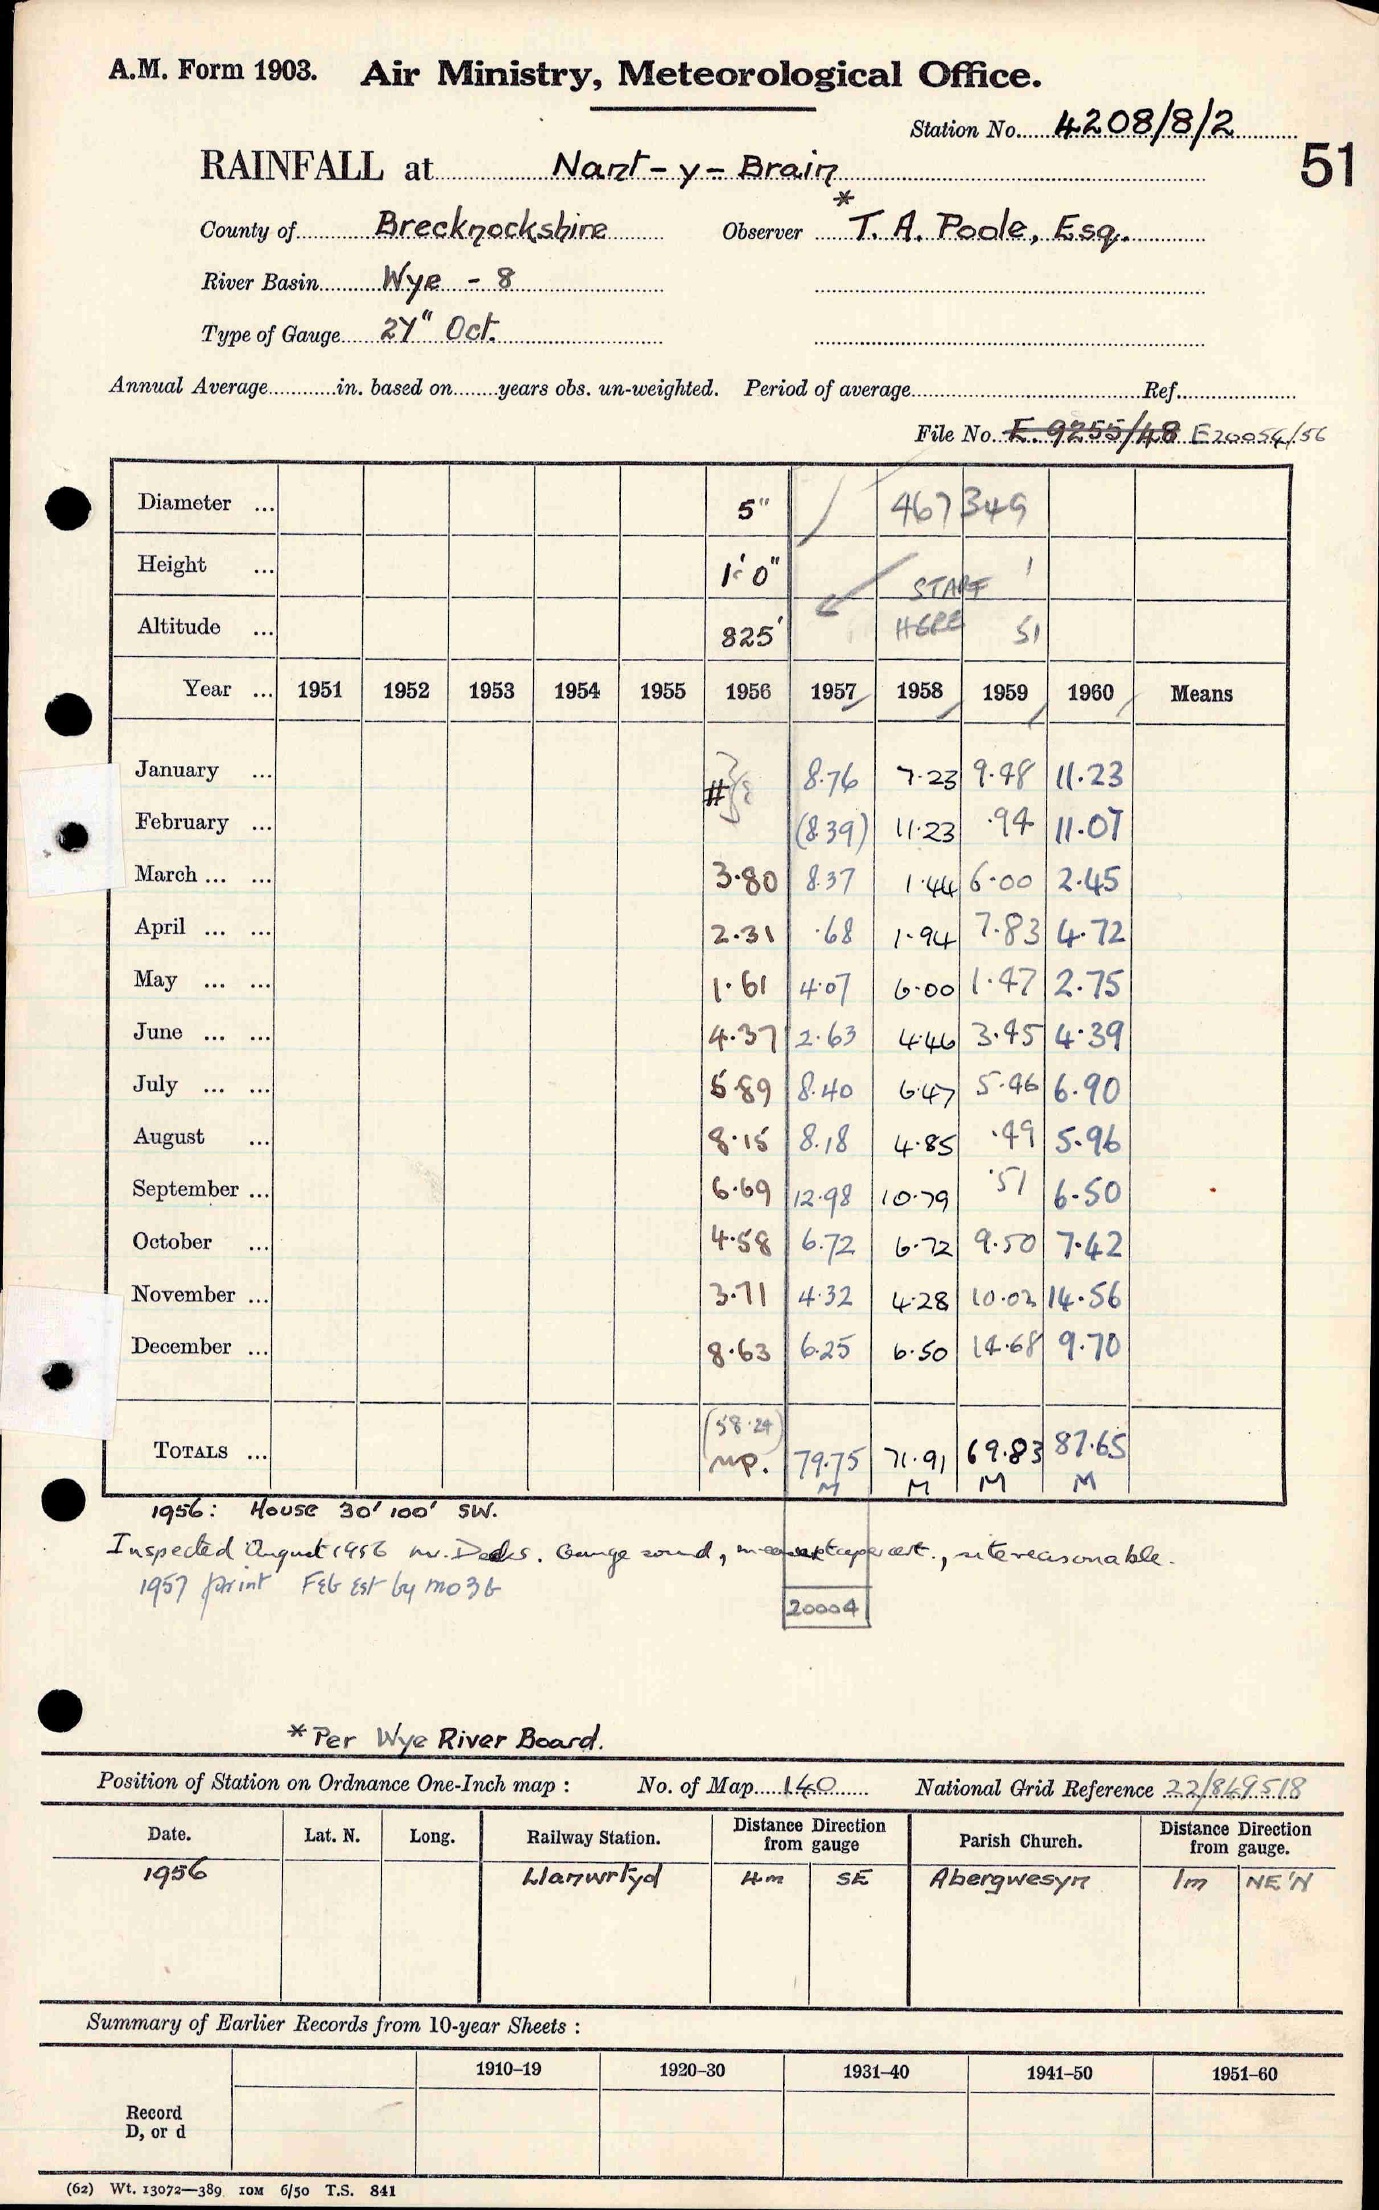 A.M. Form 1903. Air Ministry, Meteorological Office.
Station No. 4208/8/2
51
RAINFALL at Nant-y-Brain
County of Brecknockshire Observer * T. A. Poole, Esq.
River Basin Wye - 8
Type of Gauge 24" Oct.
Annual Average in. based on years obs. un-weighted. Period of average Ref.
File No. E. 9255/48 E20054/56
Diameter ... 5" 467349
Height ... 1'0" START 1
Altitude ... 825' HERE 51
Year ... 1951 1952 1953 1954 1955 1956 1957 1958 1959 1960 Means
January ... # 8.76 7.23 9.48 11.23
February ... (8.39) 11.23 .94 11.07
March ... ... 3.80 8.37 1.44 6.00 2.45
April ... ... 2.31 .68 1.94 7.83 4.72
May ... ... 1.61 4.07 6.00 1.47 2.75
June ... ... 4.37 2.63 4.46 3.45 4.39
July ... ... 5.89 8.40 6.47 5.46 6.90
August ... 8.15 8.18 4.85 .49 5.96
September ... 6.69 12.98 10.79 .51 6.50
October ... 4.58 6.72 6.72 9.50 7.42
November ... 3.71 4.32 4.28 10.02 14.56
December ... 8.63 6.25 6.50 14.68 9.70
(58.24)
TOTALS ... MP. 79.75 71.91 69.83 87.65
M M M M
1956: House 30' 100' SW.
Inspected August 1956 Mr. Gauge sound, site reasonable.
1957 print Feb Est by MO3b
20004
* Per Wye River Board.
Position of Station on Ordnance One-Inch map : No. of Map 140 National Grid Reference 22/849518
Date. Lat. N. Long. Railway Station. Distance Direction from gauge Parish Church. Distance Direction from gauge.
1956 Llanwrtyd 4m SE Abergwesyn 1m NE'N
Summary of Earlier Records from 10-year Sheets :
1910–19 1920–30 1931–40 1941–50 1951–60
Record
D, or d
(62) Wt. 13072—389 10M 6/50 T.S. 841